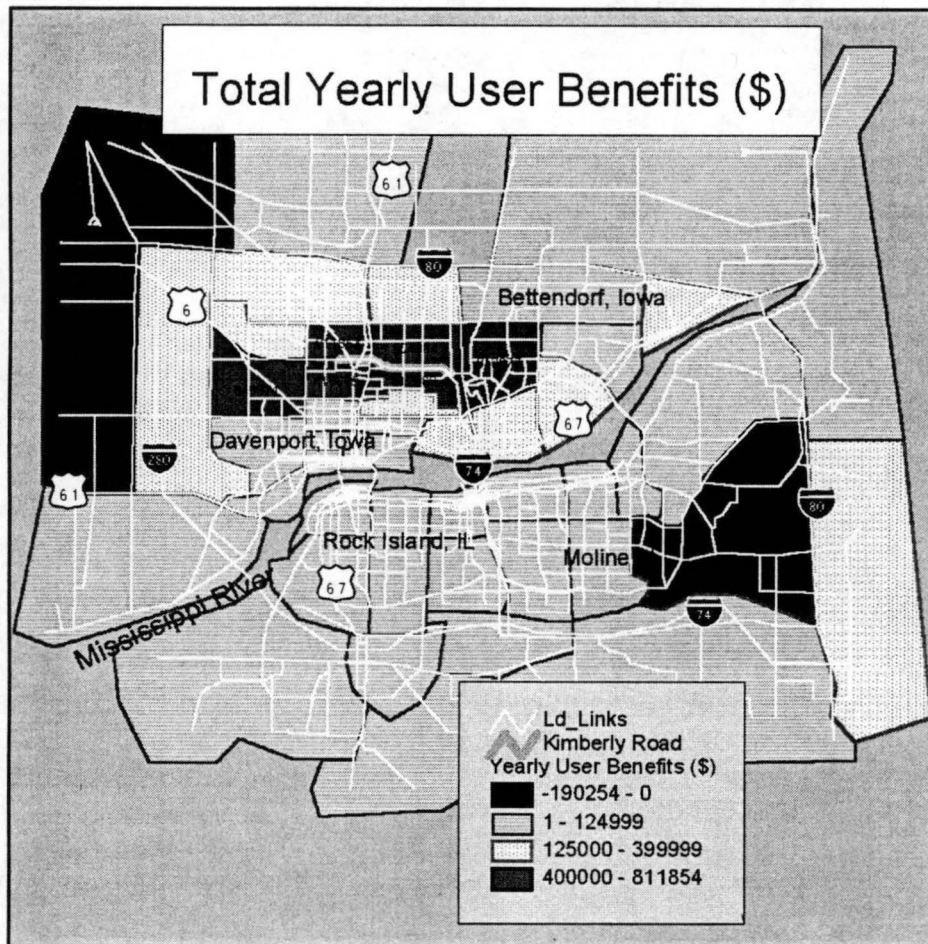 Total Yearly User Benefits ($)
61
80
Bettendorf, Iowa
6
67
Davenport, Iowa
280
74
61
80
Rock Island, IL
Moline
67
74
Mississippi River
Ld_Links
Kimberly Road
Yearly User Benefits ($)
-190254 - 0
1 - 124999
125000 - 399999
400000 - 811854